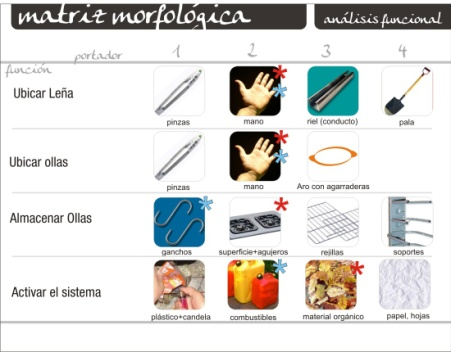 matriz morfológica
análisis funcional
portador 1 2 3 4
función
Ubicar Leña
pinzas mano riel (conducto) pala
Ubicar ollas
pinzas mano Aro con agarraderas
Almacenar Ollas
ganchos superficie+agujeros rejillas soportes
Activar el sistema
plástico+candela combustibles material orgánico papel, hojas